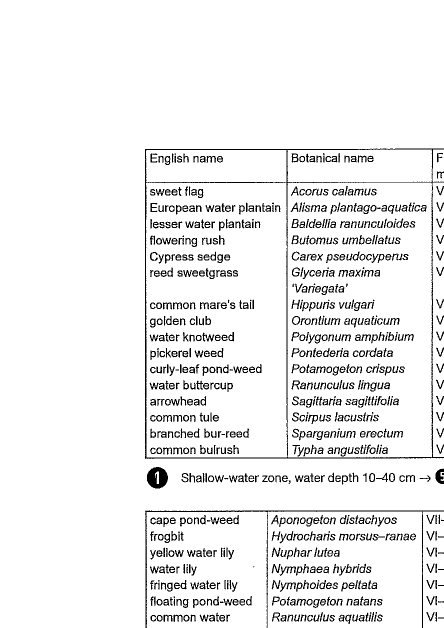 English name Botanical name F
m
sweet flag Acorus calamus V
European water plantain Alisma plantago-aquatica V
lesser water plantain Baldellia ranunculoides V
flowering rush Butomus umbellatus V
Cypress sedge Carex pseudocyperus V
reed sweetgrass Glyceria maxima V
'Variegata'
common mare's tail Hippuris vulgari V
golden club Orontium aquaticum V
water knotweed Polygonum amphibium V
pickerel weed Pontederia cordata V
curly-leaf pond-weed Potamogeton crispus V
water buttercup Ranunculus lingua V
arrowhead Sagittaria sagittifolia V
common tule Scirpus lacustris V
branched bur-reed Sparganium erectum V
common bulrush Typha angustifolia V
1 Shallow-water zone, water depth 10–40 cm →
cape pond-weed Aponogeton distachyos VII–
frogbit Hydrocharis morsus–ranae VI–
yellow water lily Nuphar lutea VI–
water lily Nymphaea hybrids VI–
fringed water lily Nymphoides peltata VI–
floating pond-weed Potamogeton natans VI–
common water Ranunculus aquatilis VI–